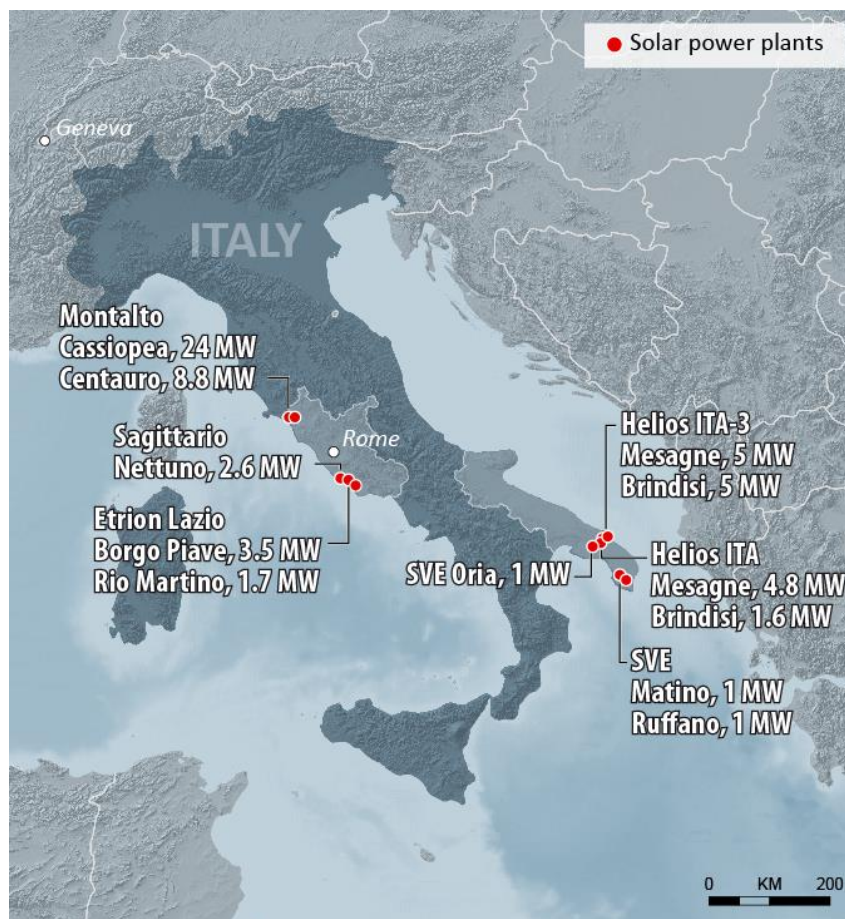 Solar power plants
Geneva
ITALY
Montalto
Cassiopea, 24 MW
Centauro, 8.8 MW
Sagittario
Nettuno, 2.6 MW
Rome
Etrion Lazio
Borgo Piave, 3.5 MW
Rio Martino, 1.7 MW
Helios ITA-3
Mesagne, 5 MW
Brindisi, 5 MW
SVE Oria, 1 MW
Helios ITA
Mesagne, 4.8 MW
Brindisi, 1.6 MW
SVE
Matino, 1 MW
Ruffano, 1 MW
0 KM 200